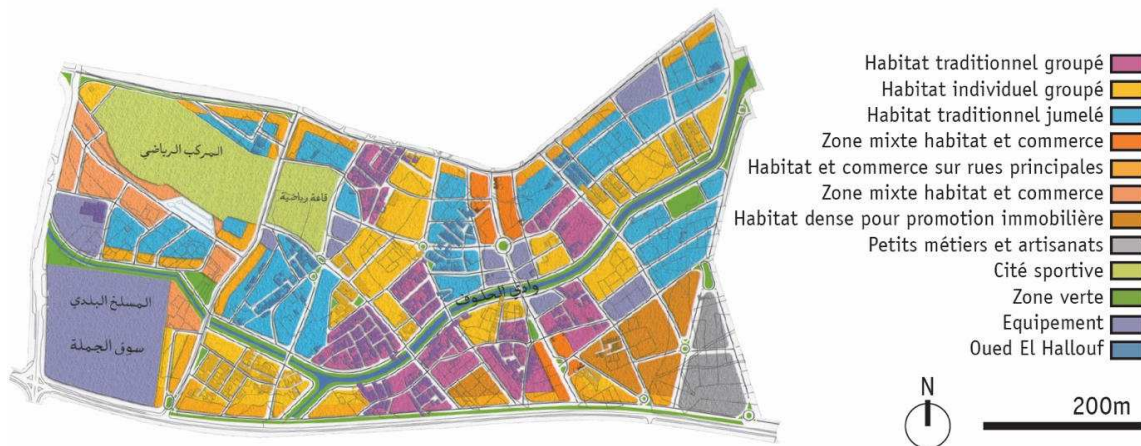 المركب الرياضي
قاعة رياضية
وادي الحلوف
المسلخ البلدي
سوق الجملة
Habitat traditionnel groupé
Habitat individuel groupé
Habitat traditionnel jumelé
Zone mixte habitat et commerce
Habitat et commerce sur rues principales
Zone mixte habitat et commerce
Habitat dense pour promotion immobilière
Petits métiers et artisanats
Cité sportive
Zone verte
Equipement
Oued El Hallouf
N
200m